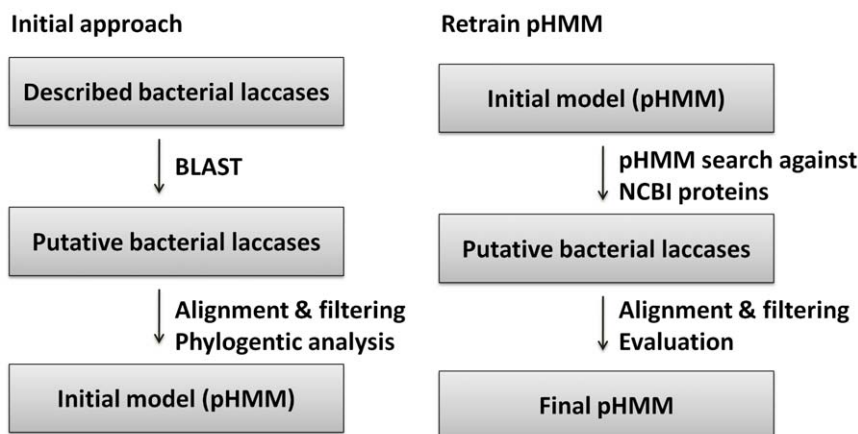 Initial approach
Described bacterial laccases
BLAST
Putative bacterial laccases
Alignment & filtering
Phylogentic analysis
Initial model (pHMM)
Retrain pHMM
Initial model (pHMM)
pHMM search against
NCBI proteins
Putative bacterial laccases
Alignment & filtering
Evaluation
Final pHMM